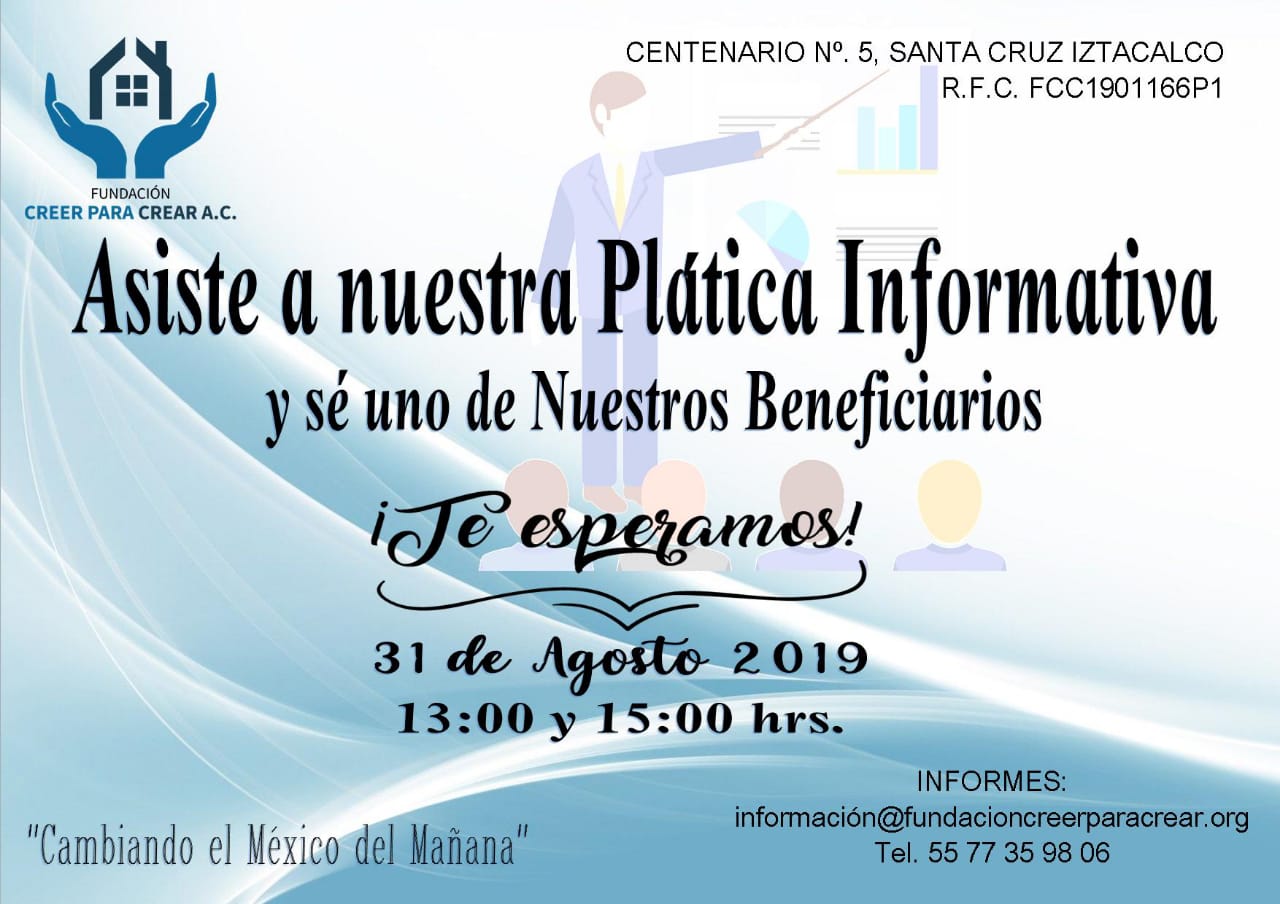 FUNDACIÓN
CREER PARA CREAR A.C.
CENTENARIO Nº. 5, SANTA CRUZ IZTACALCO
R.F.C. FCC1901166P1
Asiste a nuestra Plática Informativa
y sé uno de Nuestros Beneficiarios
¡Te esperamos!
31 de Agosto 2019
13:00 y 15:00 hrs.
"Cambiando el México del Mañana"
INFORMES:
información@fundacioncreerparacrear.org
Tel. 55 77 35 98 06